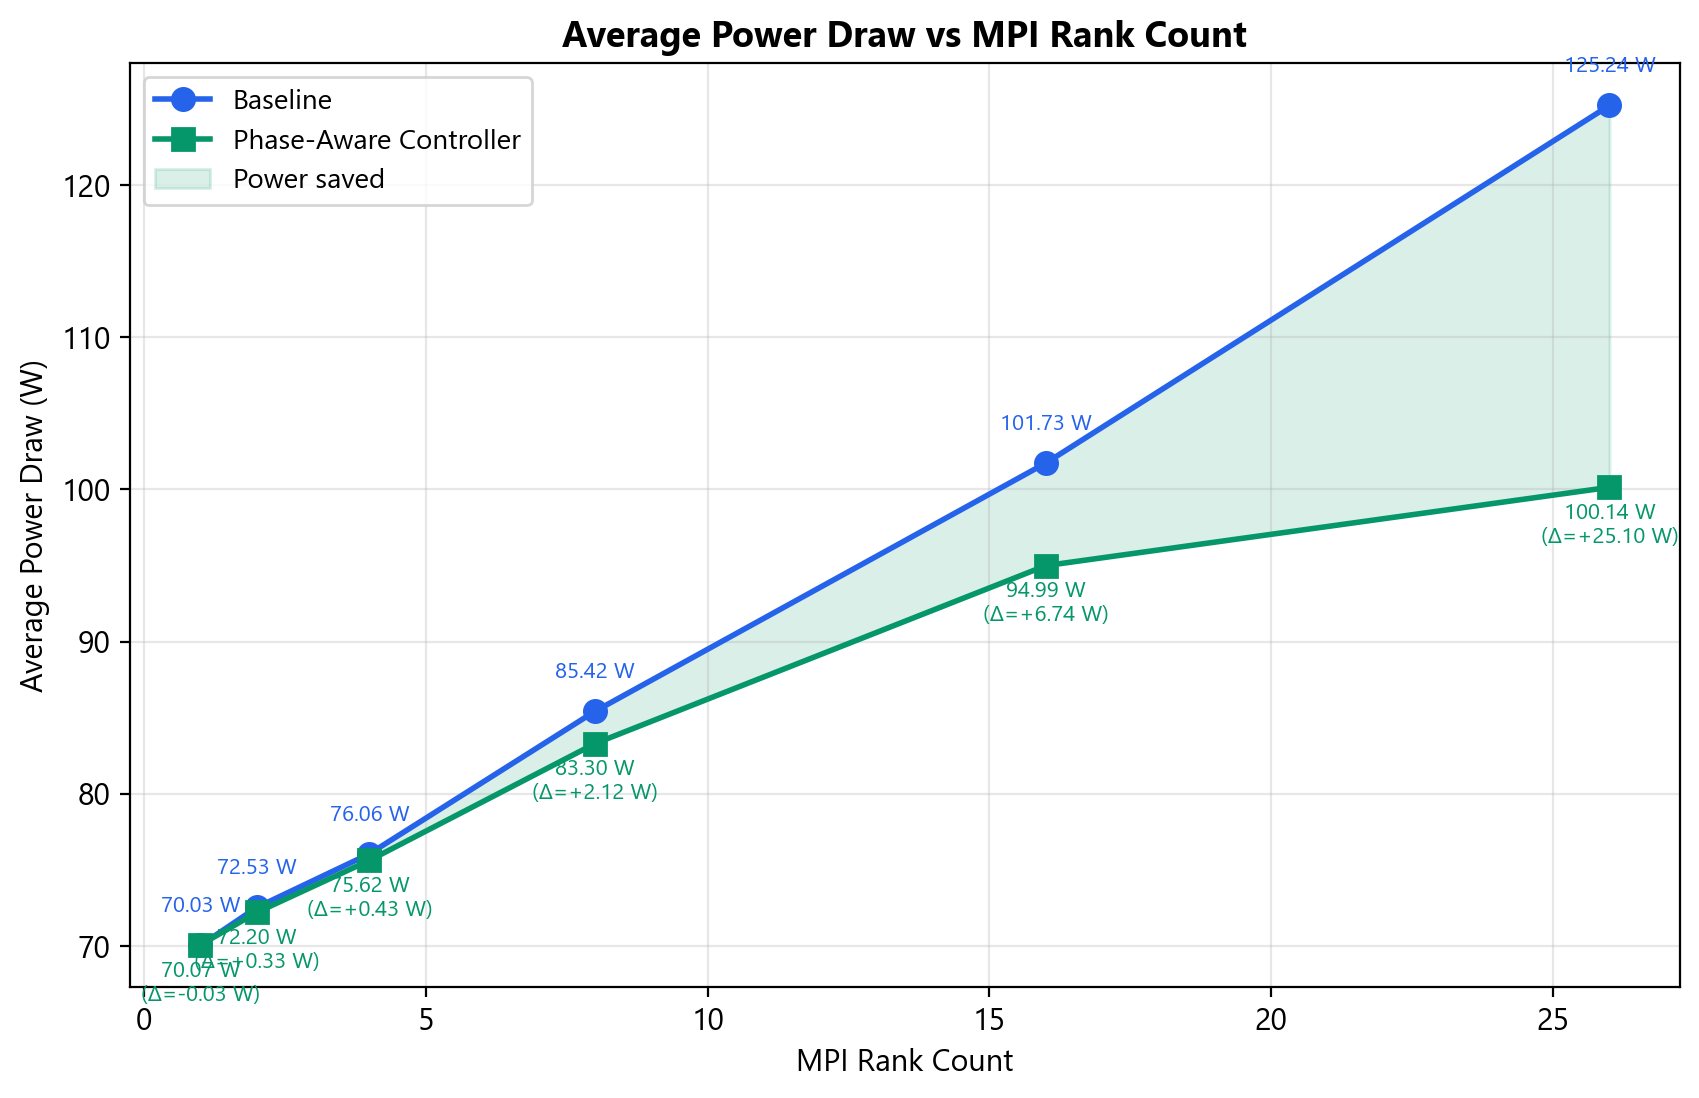 Average Power Draw vs MPI Rank Count
Baseline
Phase-Aware Controller
Power saved
Average Power Draw (W)
120
110
100
90
80
70
125.24 W
101.73 W
85.42 W
76.06 W
72.53 W
70.03 W
100.14 W
(Δ=+25.10 W)
94.99 W
(Δ=+6.74 W)
83.30 W
(Δ=+2.12 W)
75.62 W
(Δ=+0.43 W)
72.20 W
(Δ=+0.33 W)
70.07 W
(Δ=-0.03 W)
0
5
10
15
20
25
MPI Rank Count